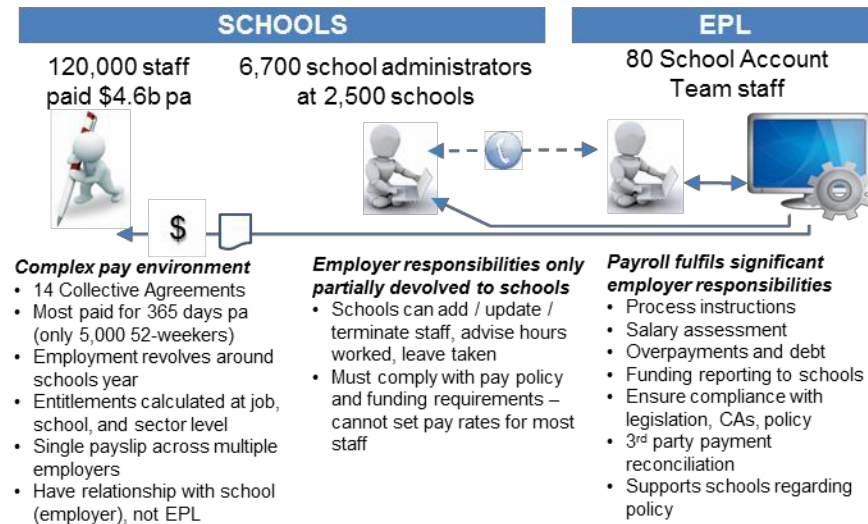 SCHOOLS
EPL
120,000 staff
paid $4.6b pa
6,700 school administrators
at 2,500 schools
80 School Account
Team staff
$
Complex pay environment
• 14 Collective Agreements
• Most paid for 365 days pa
(only 5,000 52-weekers)
• Employment revolves around
schools year
• Entitlements calculated at job,
school, and sector level
• Single payslip across multiple
employers
• Have relationship with school
(employer), not EPL
Employer responsibilities only
partially devolved to schools
• Schools can add / update /
terminate staff, advise hours
worked, leave taken
• Must comply with pay policy
and funding requirements –
cannot set pay rates for most
staff
Payroll fulfils significant
employer responsibilities
• Process instructions
• Salary assessment
• Overpayments and debt
• Funding reporting to schools
• Ensure compliance with
legislation, CAs, policy
• 3rd party payment
reconciliation
• Supports schools regarding
policy